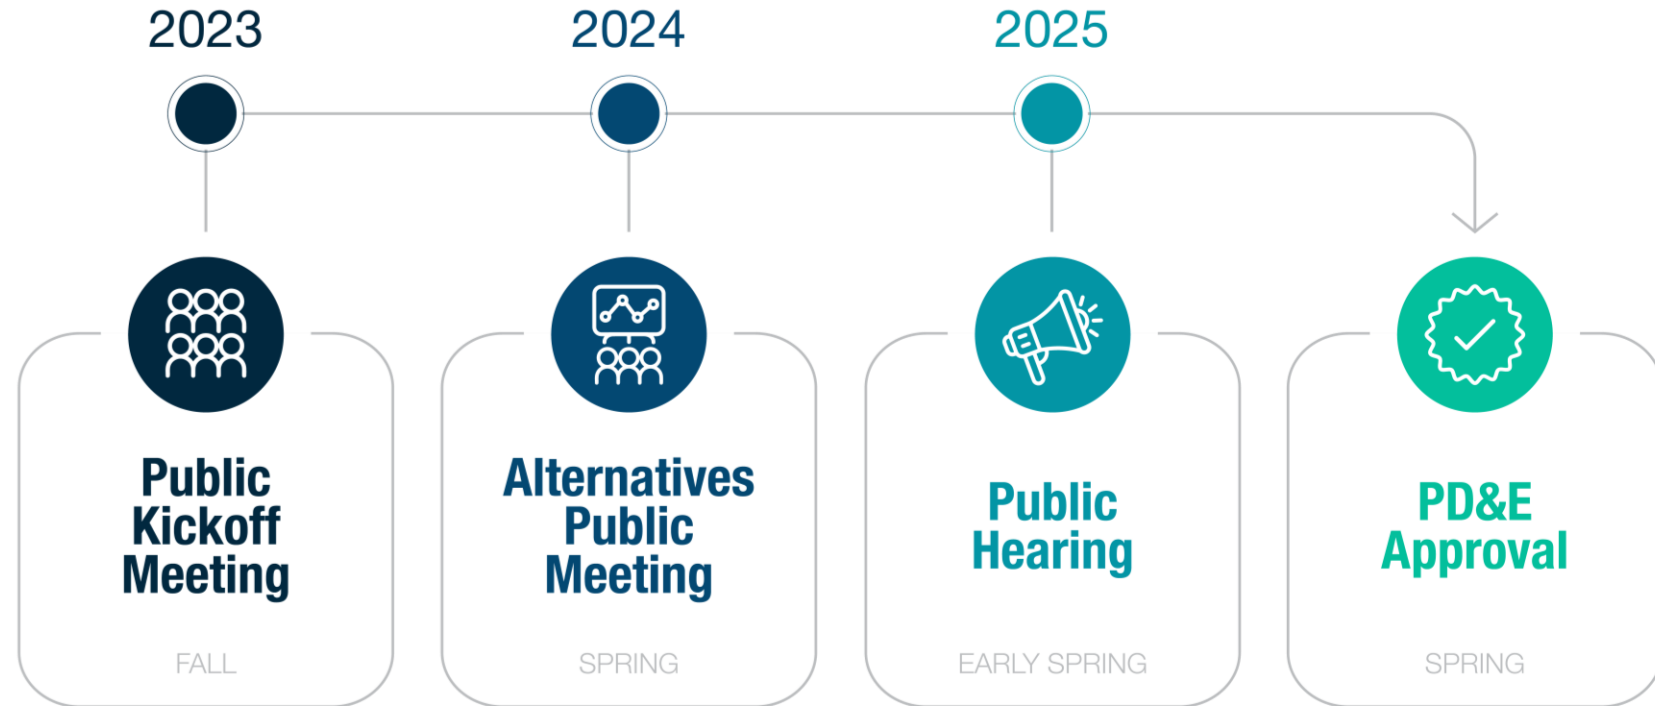 2023
2024
2025
Public
Kickoff
Meeting
FALL
Alternatives
Public
Meeting
SPRING
Public
Hearing
EARLY SPRING
PD&E
Approval
SPRING